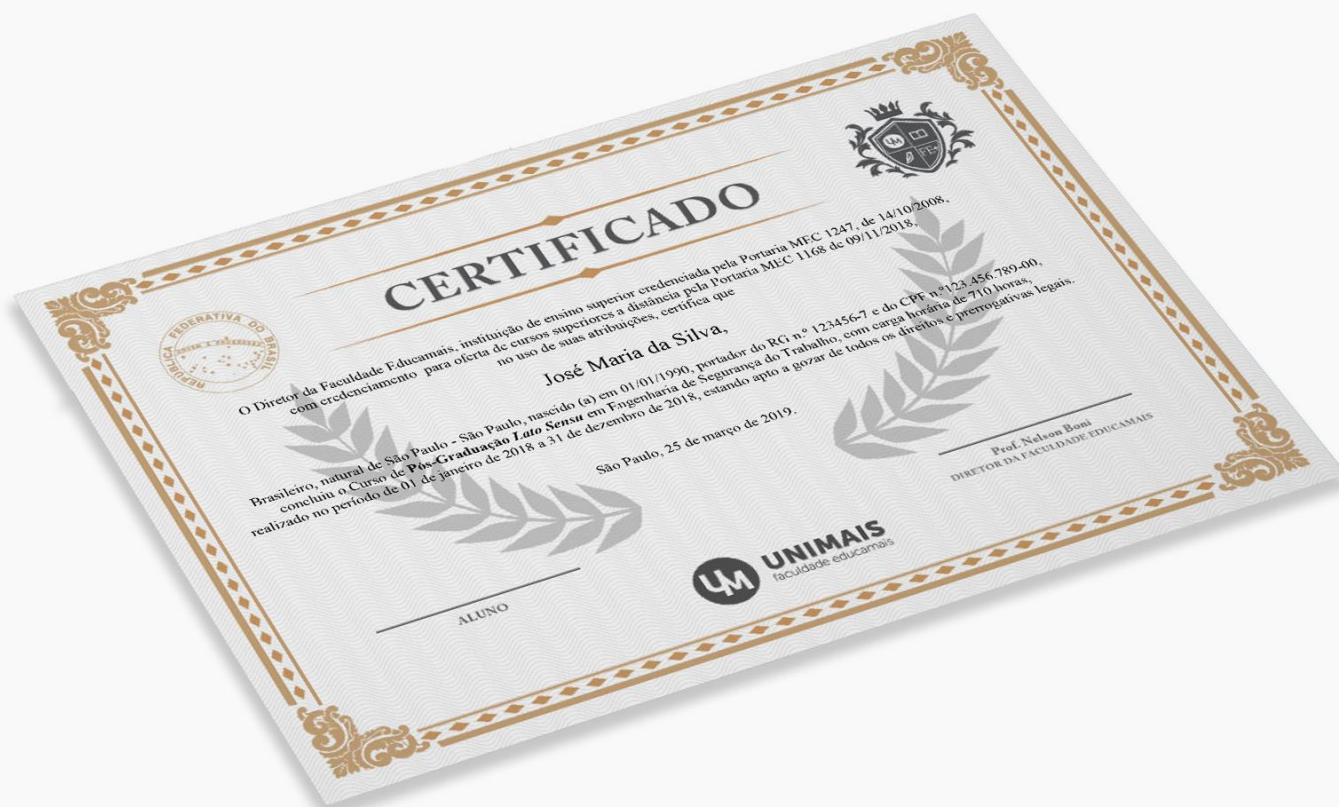 CERTIFICADO
REPÚBLICA FEDERATIVA DO BRASIL
UM
FE+
O Diretor da Faculdade Educamais, instituição de ensino superior credenciada pela Portaria MEC 1247, de 14/10/2008,
com credenciamento para oferta de cursos superiores a distância pela Portaria MEC 1168 de 09/11/2018,
no uso de suas atribuições, certifica que
José Maria da Silva,
Brasileiro, natural de São Paulo - São Paulo, nascido (a) em 01/01/1990, portador do RG n.º 123456-7 e do CPF n.º123.456.789-00,
concluiu o Curso de Pós-Graduação Lato Sensu em Engenharia de Segurança do Trabalho, com carga horária de 710 horas,
realizado no período de 01 de janeiro de 2018 a 31 de dezembro de 2018, estando apto a gozar de todos os direitos e prerrogativas legais.
São Paulo, 25 de março de 2019.
Prof. Nelson Boni
DIRETOR DA FACULDADE EDUCAMAIS
ALUNO
UM
UNIMAIS
faculdade educamais